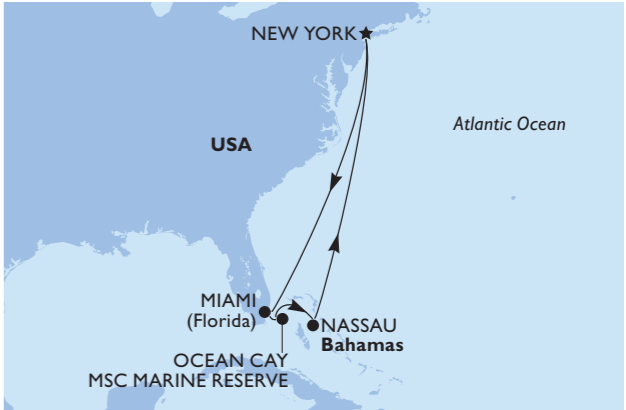 NEW YORK
Atlantic Ocean
USA
MIAMI
(Florida)
NASSAU
Bahamas
OCEAN CAY
MSC MARINE RESERVE